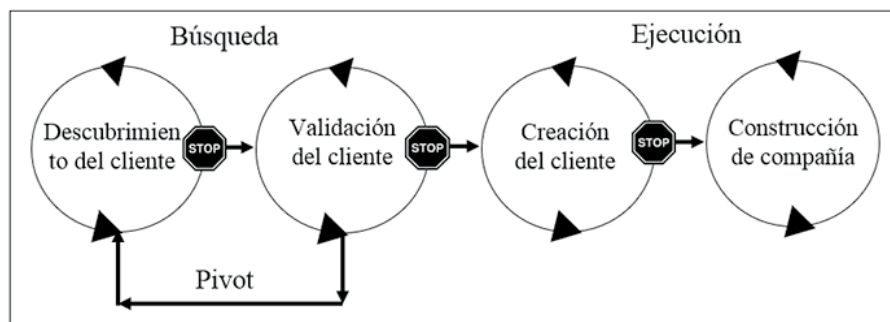 Búsqueda
Ejecución
Descubrimien
to del cliente
STOP
Validación
del cliente
STOP
Creación
del cliente
STOP
Construcción
de compañía
Pivot